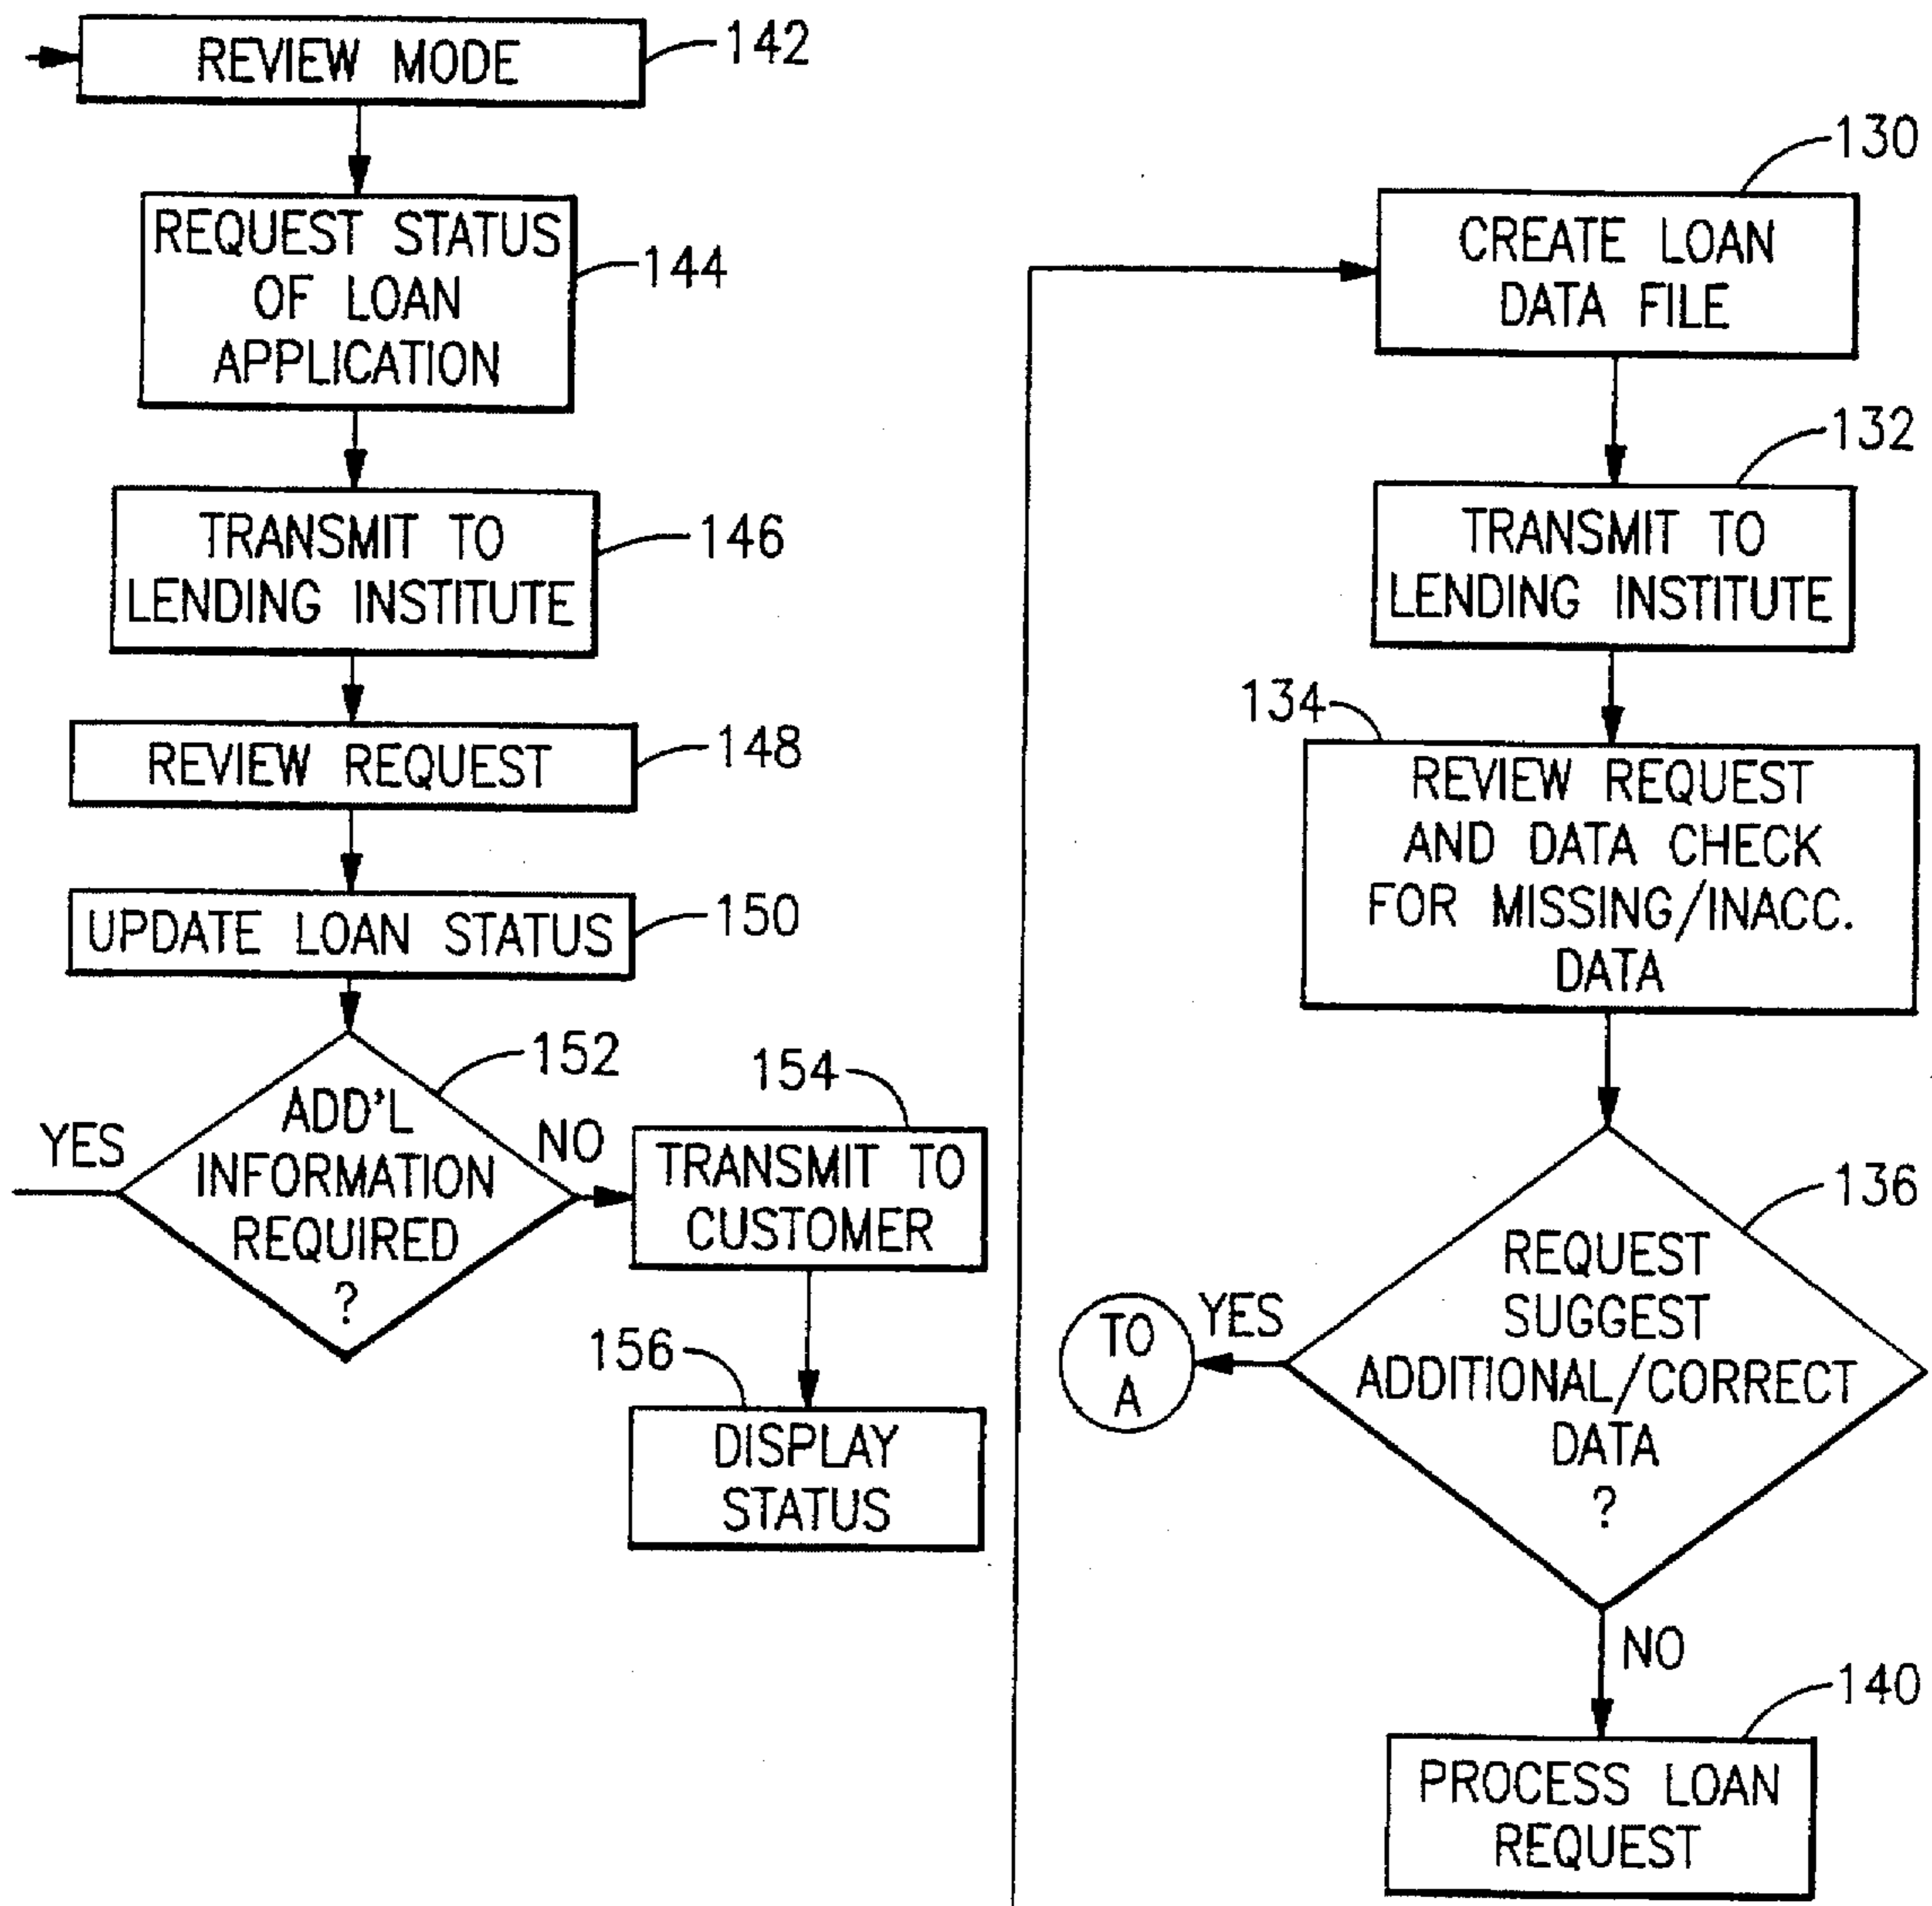 REVIEW MODE
142
REQUEST STATUS
OF LOAN
APPLICATION
144
TRANSMIT TO
LENDING INSTITUTE
146
REVIEW REQUEST
148
UPDATE LOAN STATUS
150
152
ADD'L
INFORMATION
REQUIRED
?
YES
NO
154
TRANSMIT TO
CUSTOMER
156
DISPLAY
STATUS
130
CREATE LOAN
DATA FILE
132
TRANSMIT TO
LENDING INSTITUTE
134
REVIEW REQUEST
AND DATA CHECK
FOR MISSING/INACC.
DATA
136
REQUEST
SUGGEST
ADDITIONAL/CORRECT
DATA
?
YES
TO
A
NO
140
PROCESS LOAN
REQUEST